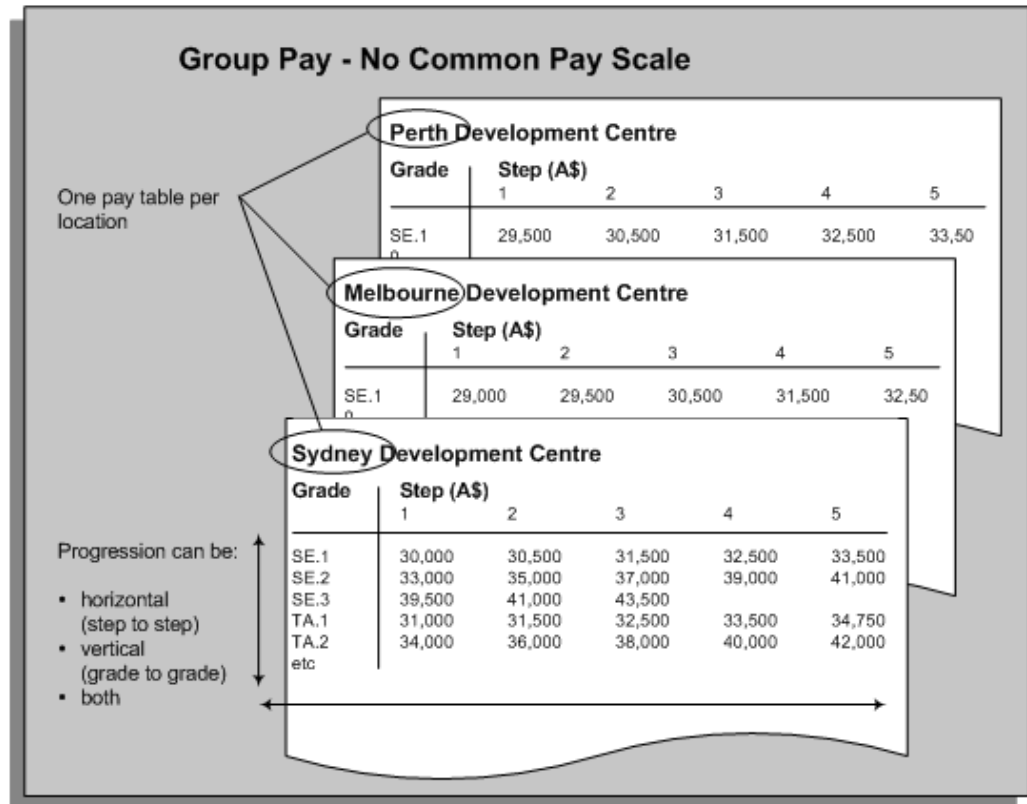 Group Pay - No Common Pay Scale
One pay table per
location
Perth Development Centre
Grade Step (A$)
1 2 3 4 5
SE.1 29,500 30,500 31,500 32,500 33,50
0
Melbourne Development Centre
Grade Step (A$)
1 2 3 4 5
SE.1 29,000 29,500 30,500 31,500 32,50
0
Sydney Development Centre
Grade Step (A$)
1 2 3 4 5
SE.1 30,000 30,500 31,500 32,500 33,500
SE.2 33,000 35,000 37,000 39,000 41,000
SE.3 39,500 41,000 43,500
TA.1 31,000 31,500 32,500 33,500 34,750
TA.2 34,000 36,000 38,000 40,000 42,000
etc
Progression can be:
▪ horizontal
(step to step)
▪ vertical
(grade to grade)
▪ both